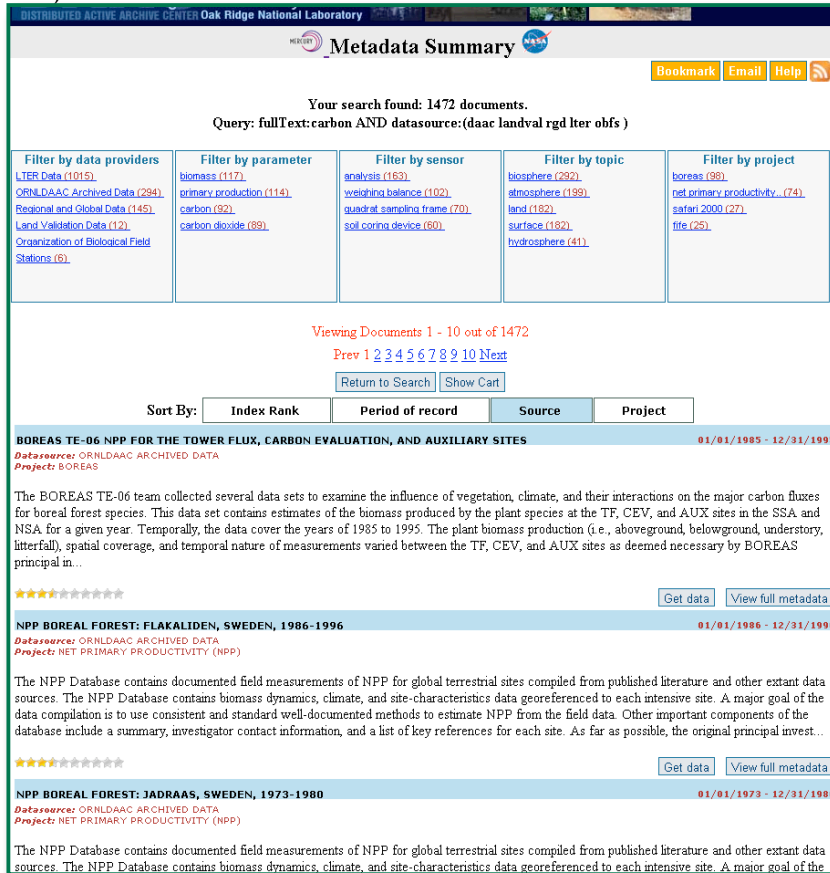 DISTRIBUTED ACTIVE ARCHIVE CENTER Oak Ridge National Laboratory
MERCURY Metadata Summary NASA
Bookmark Email Help
Your search found: 1472 documents.
Query: fullText:carbon AND datasource:(daac landval rgd lter obfs )
Filter by data providers
LTER Data (1015)
ORNLDAAC Archived Data (294)
Regional and Global Data (145)
Land Validation Data (12)
Organization of Biological Field
Stations (6)
Filter by parameter
biomass (117)
primary production (114)
carbon (92)
carbon dioxide (89)
Filter by sensor
analysis (163)
weighing balance (102)
quadrat sampling frame (70)
soil coring device (60)
Filter by topic
biosphere (292)
atmosphere (199)
land (182)
surface (182)
hydrosphere (41)
Filter by project
boreas (98)
net primary productivity.. (74)
safari 2000 (27)
fife (25)
Viewing Documents 1 - 10 out of 1472
Prev 1 2 3 4 5 6 7 8 9 10 Next
Return to Search Show Cart
Sort By: Index Rank Period of record Source Project
BOREAS TE-06 NPP FOR THE TOWER FLUX, CARBON EVALUATION, AND AUXILIARY SITES 01/01/1985 - 12/31/199
Datasource: ORNLDAAC ARCHIVED DATA
Project: BOREAS
The BOREAS TE-06 team collected several data sets to examine the influence of vegetation, climate, and their interactions on the major carbon fluxes
for boreal forest species. This data set contains estimates of the biomass produced by the plant species at the TF, CEV, and AUX sites in the SSA and
NSA for a given year. Temporally, the data cover the years of 1985 to 1995. The plant biomass production (i.e., aboveground, belowground, understory,
litterfall), spatial coverage, and temporal nature of measurements varied between the TF, CEV, and AUX sites as deemed necessary by BOREAS
principal in...
Get data View full metadata
NPP BOREAL FOREST: FLAKALIDEN, SWEDEN, 1986-1996 01/01/1986 - 12/31/199
Datasource: ORNLDAAC ARCHIVED DATA
Project: NET PRIMARY PRODUCTIVITY (NPP)
The NPP Database contains documented field measurements of NPP for global terrestrial sites compiled from published literature and other extant data
sources. The NPP Database contains biomass dynamics, climate, and site-characteristics data georeferenced to each intensive site. A major goal of the
data compilation is to use consistent and standard well-documented methods to estimate NPP from the field data. Other important components of the
database include a summary, investigator contact information, and a list of key references for each site. As far as possible, the original principal invest...
Get data View full metadata
NPP BOREAL FOREST: JADRAAS, SWEDEN, 1973-1980 01/01/1973 - 12/31/198
Datasource: ORNLDAAC ARCHIVED DATA
Project: NET PRIMARY PRODUCTIVITY (NPP)
The NPP Database contains documented field measurements of NPP for global terrestrial sites compiled from published literature and other extant data
sources. The NPP Database contains biomass dynamics, climate, and site-characteristics data georeferenced to each intensive site. A major goal of the